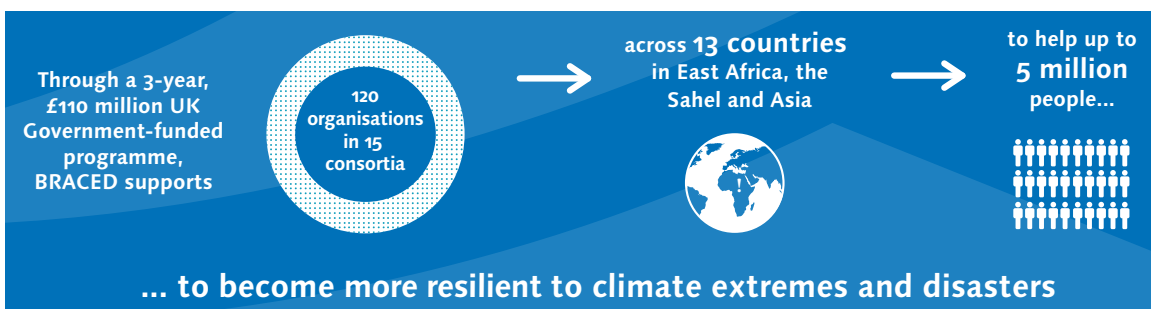 Through a 3-year,
£110 million UK
Government-funded
programme,
BRACED supports
120
organisations
in 15
consortia
across 13 countries
in East Africa, the
Sahel and Asia
to help up to
5 million
people...
... to become more resilient to climate extremes and disasters